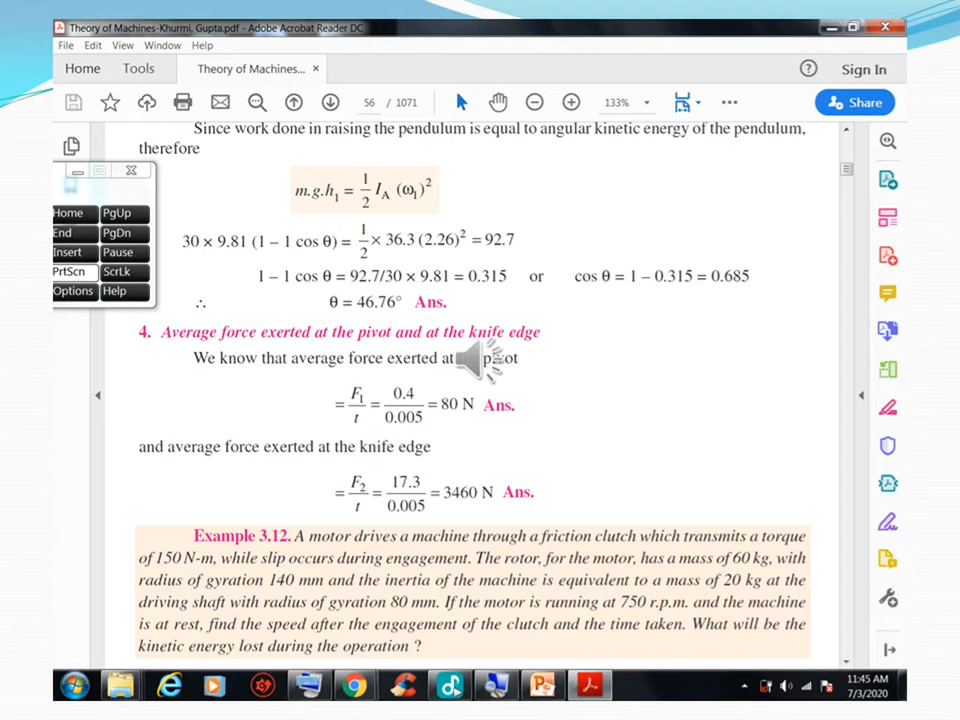 Theory of Machines-Khurmi, Gupta.pdf - Adobe Acrobat Reader DC
File Edit View Window Help
Home Tools Theory of Machines... × Sign In
56 / 1071 133% Share
Since work done in raising the pendulum is equal to angular kinetic energy of the pendulum,
therefore
m.g.h₁ = 1/2 I_A (ω₁)²
30 × 9.81 (1 – 1 cos θ) = 1/2 × 36.3 (2.26)² = 92.7
1 – 1 cos θ = 92.7/30 × 9.81 = 0.315 or cos θ = 1 – 0.315 = 0.685
∴ θ = 46.76° Ans.
4. Average force exerted at the pivot and at the knife edge
We know that average force exerted at pivot
= F₁/t = 0.4/0.005 = 80 N Ans.
and average force exerted at the knife edge
= F₂/t = 17.3/0.005 = 3460 N Ans.
Example 3.12. A motor drives a machine through a friction clutch which transmits a torque
of 150 N-m, while slip occurs during engagement. The rotor, for the motor, has a mass of 60 kg, with
radius of gyration 140 mm and the inertia of the machine is equivalent to a mass of 20 kg at the
driving shaft with radius of gyration 80 mm. If the motor is running at 750 r.p.m. and the machine
is at rest, find the speed after the engagement of the clutch and the time taken. What will be the
kinetic energy lost during the operation ?
Home PgUp
End PgDn
Insert Pause
PrtScn ScrLk
Options Help
11:45 AM
7/3/2020